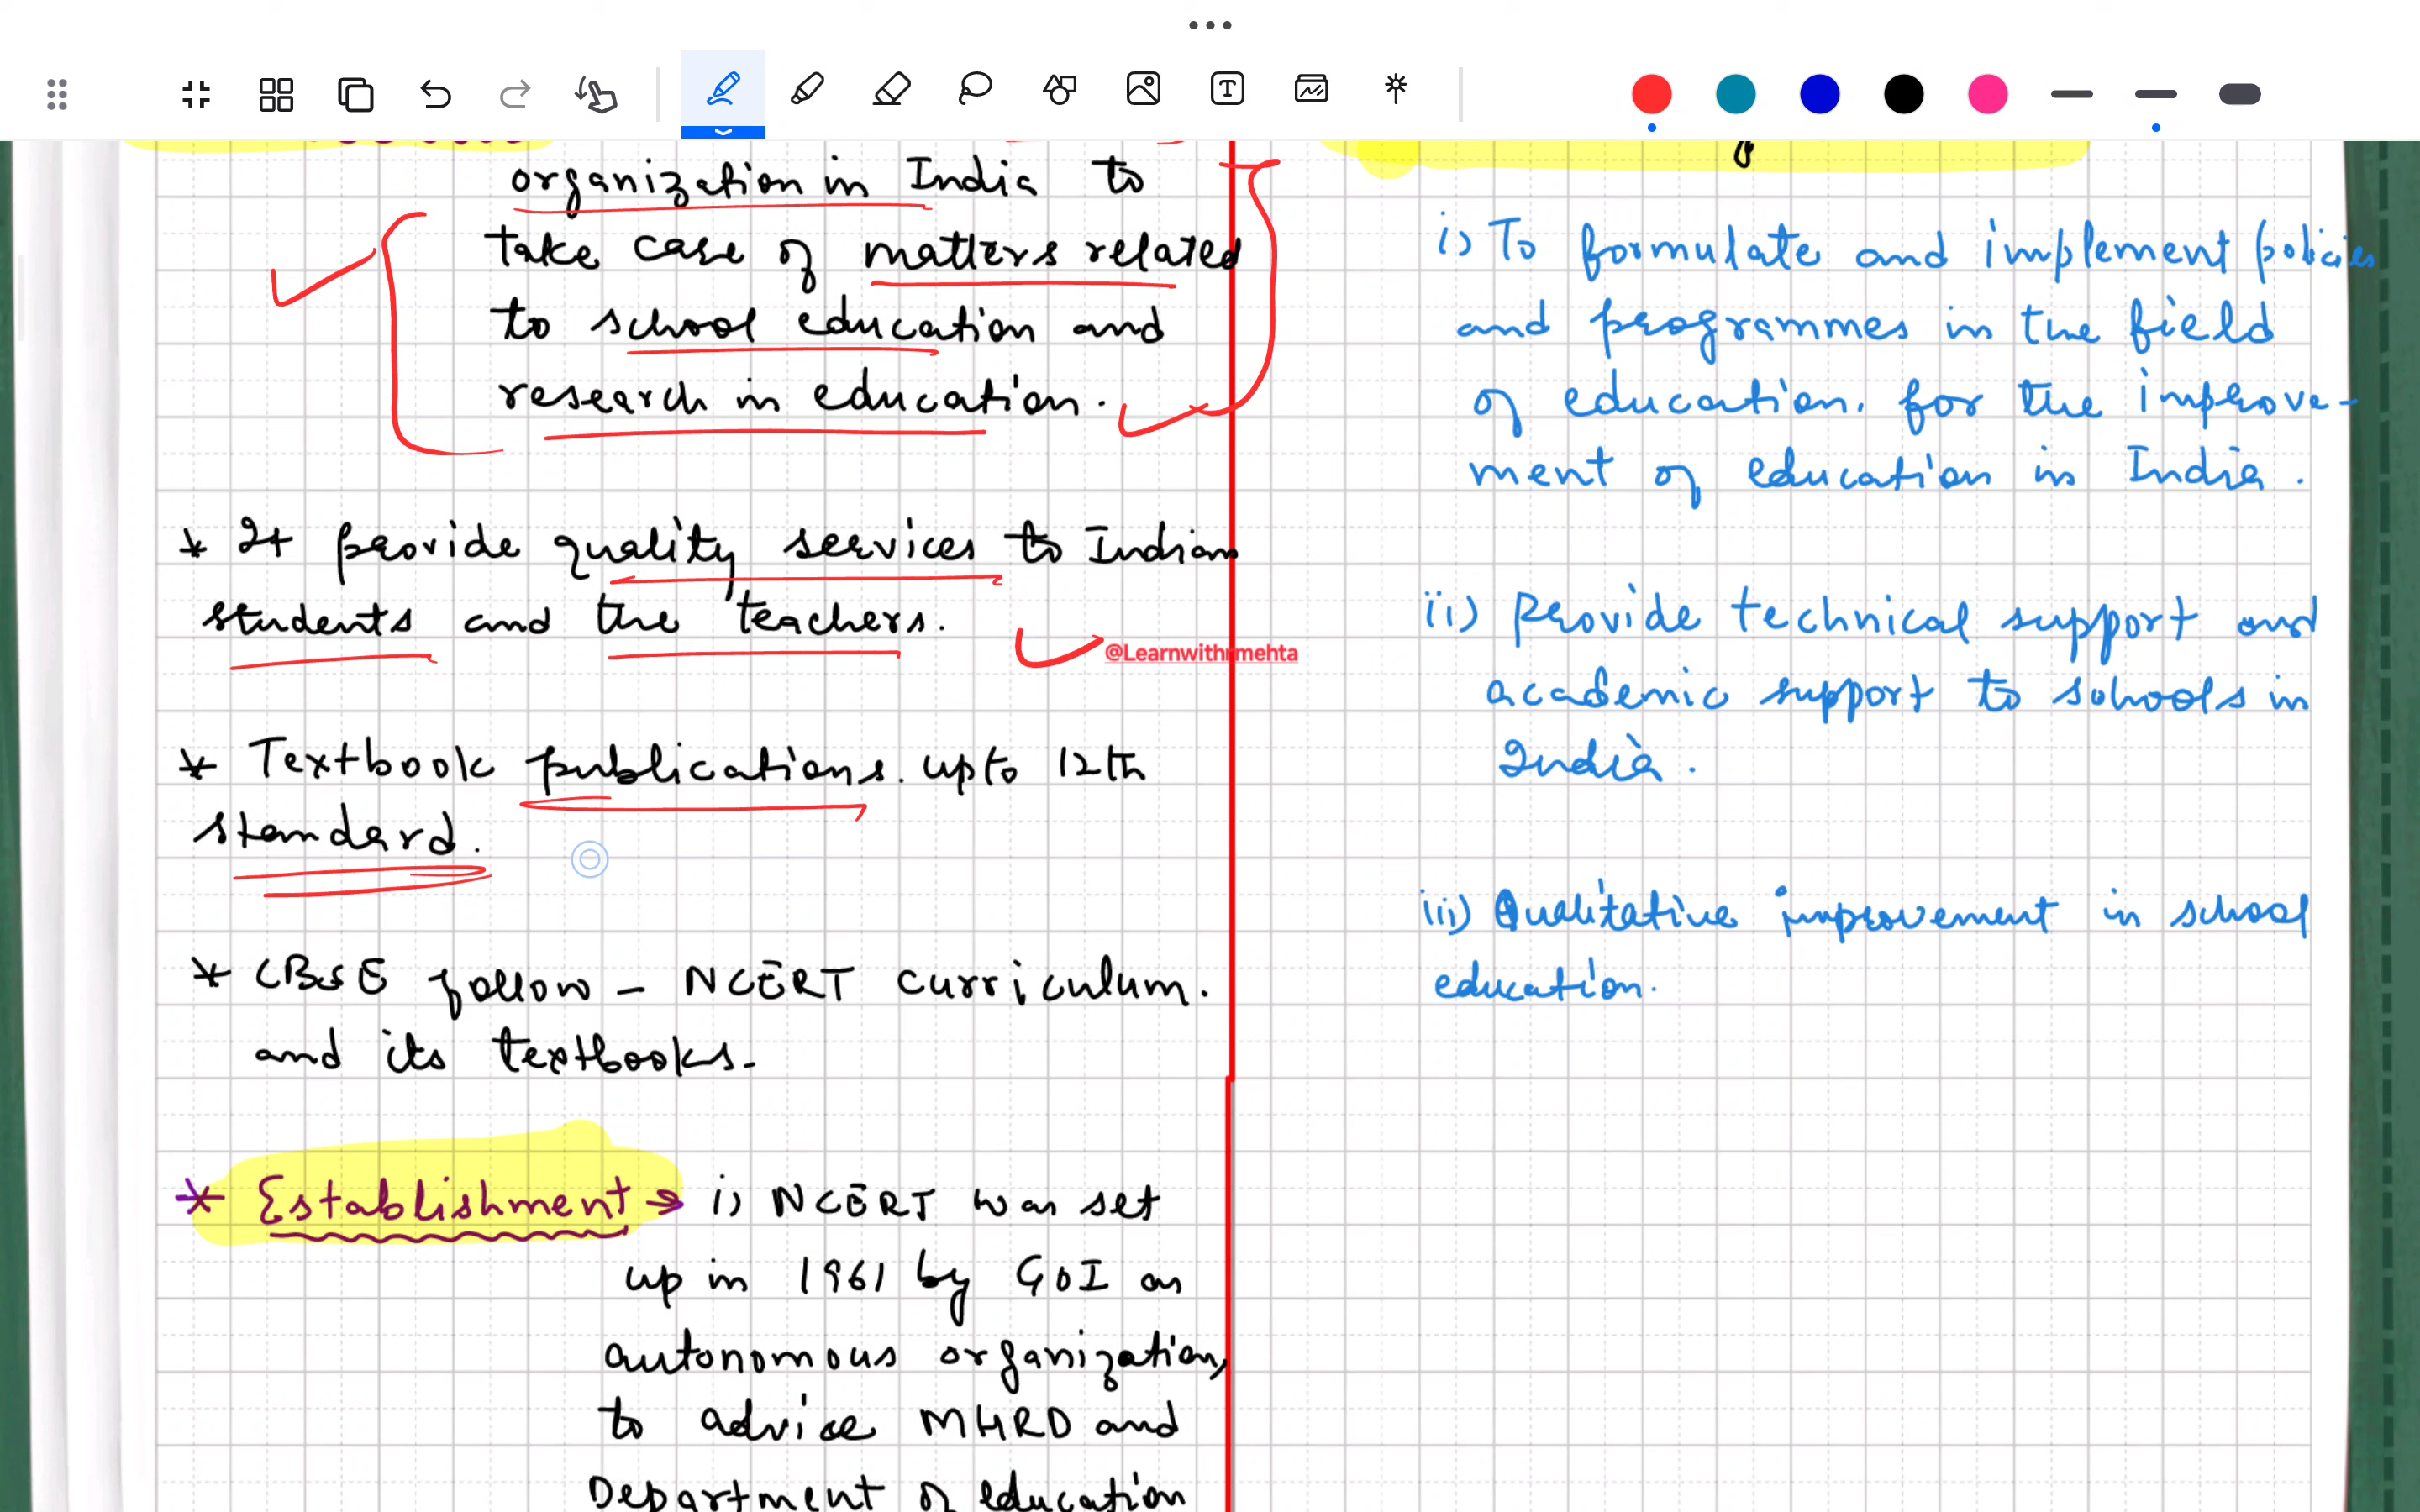 organization in India to
take case of matters related
to school education and
research in education.
* It provide quality services to Indian
students and the teachers.
@Learnwithrmehta
* Textbook publications. upto 12th
standard.
* CBSE follow - NCERT curriculum.
and its textbooks.
* Establishment → i) NCERT was set
up in 1961 by GOI as
autonomous organization,
to advice MHRD and
Department of education
i) To formulate and implement policies
and programmes in the field
of education. for the improve-
ment of education in India.
ii) Provide technical support and
academic support to schools in
India.
iii) Qualitative improvement in school
education.